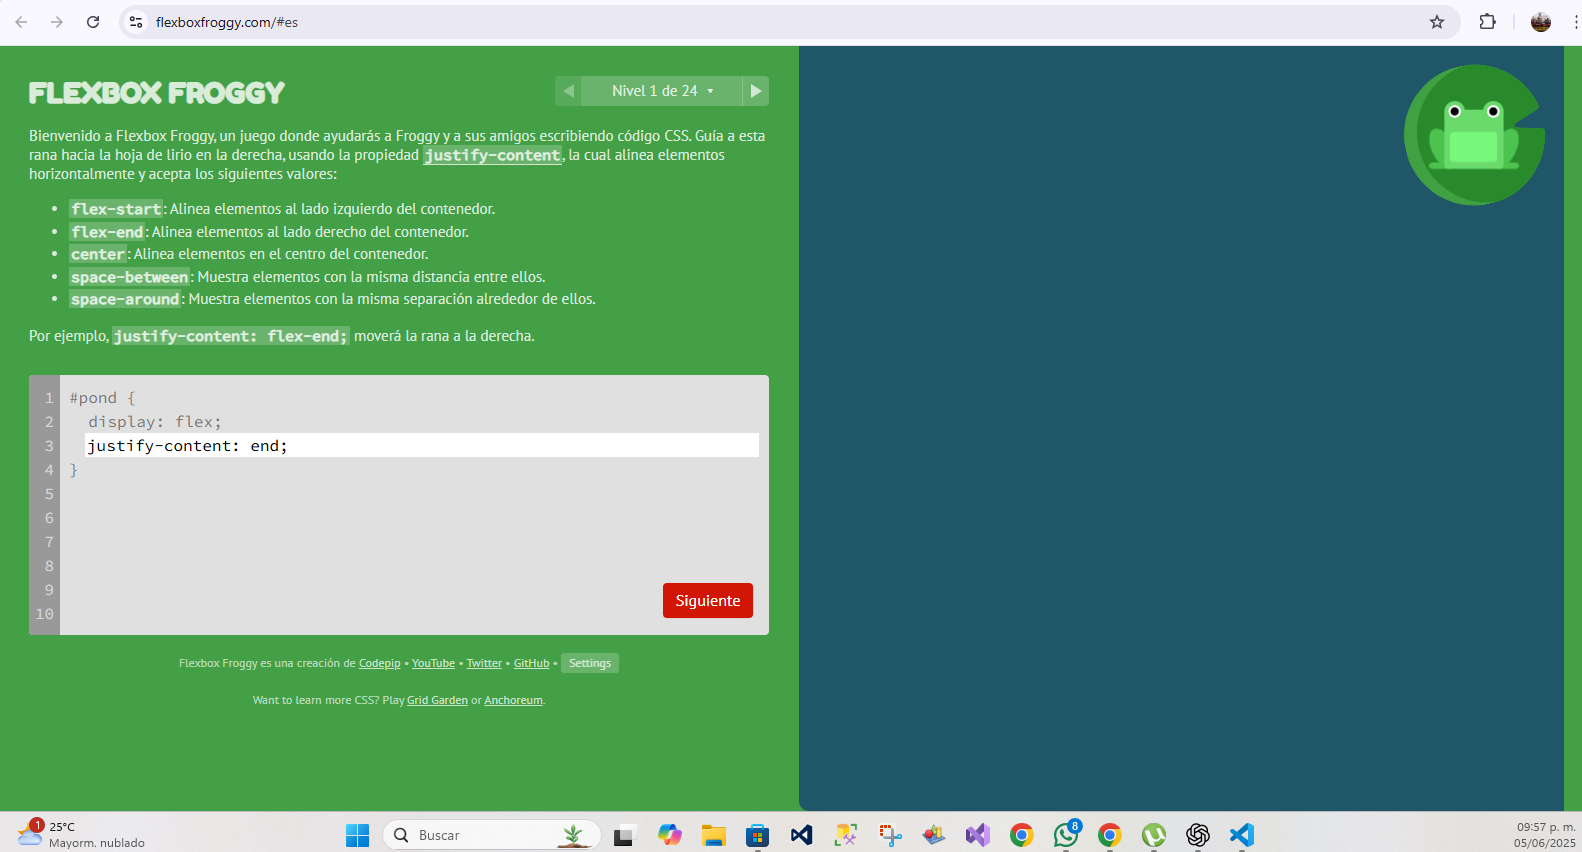 flexboxfroggy.com/#es
FLEXBOX FROGGY
Nivel 1 de 24
Bienvenido a Flexbox Froggy, un juego donde ayudarás a Froggy y a sus amigos escribiendo código CSS. Guía a esta
rana hacia la hoja de lirio en la derecha, usando la propiedad justify-content, la cual alinea elementos
horizontalmente y acepta los siguientes valores:
• flex-start: Alinea elementos al lado izquierdo del contenedor.
• flex-end: Alinea elementos al lado derecho del contenedor.
• center: Alinea elementos en el centro del contenedor.
• space-between: Muestra elementos con la misma distancia entre ellos.
• space-around: Muestra elementos con la misma separación alrededor de ellos.
Por ejemplo, justify-content: flex-end; moverá la rana a la derecha.
1 #pond {
2 display: flex;
3 justify-content: end;
4 }
5
6
7
8
9
10
Siguiente
Flexbox Froggy es una creación de Codepip • YouTube • Twitter • GitHub • Settings
Want to learn more CSS? Play Grid Garden or Anchoreum.
1
25°C
Mayorm. nublado
Buscar
8
09:57 p. m.
05/06/2025